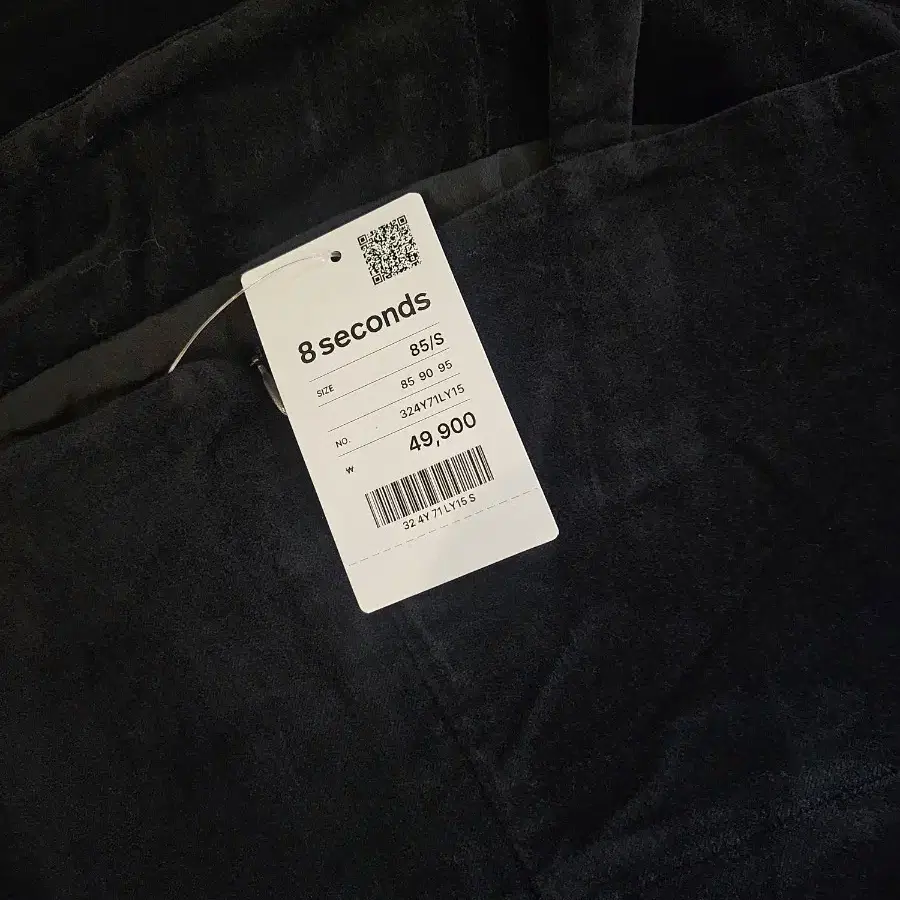 8 seconds
85/S
SIZE 85 90 95
NO. 324Y71LY15
₩ 49,900
32 4Y 71 LY15 S